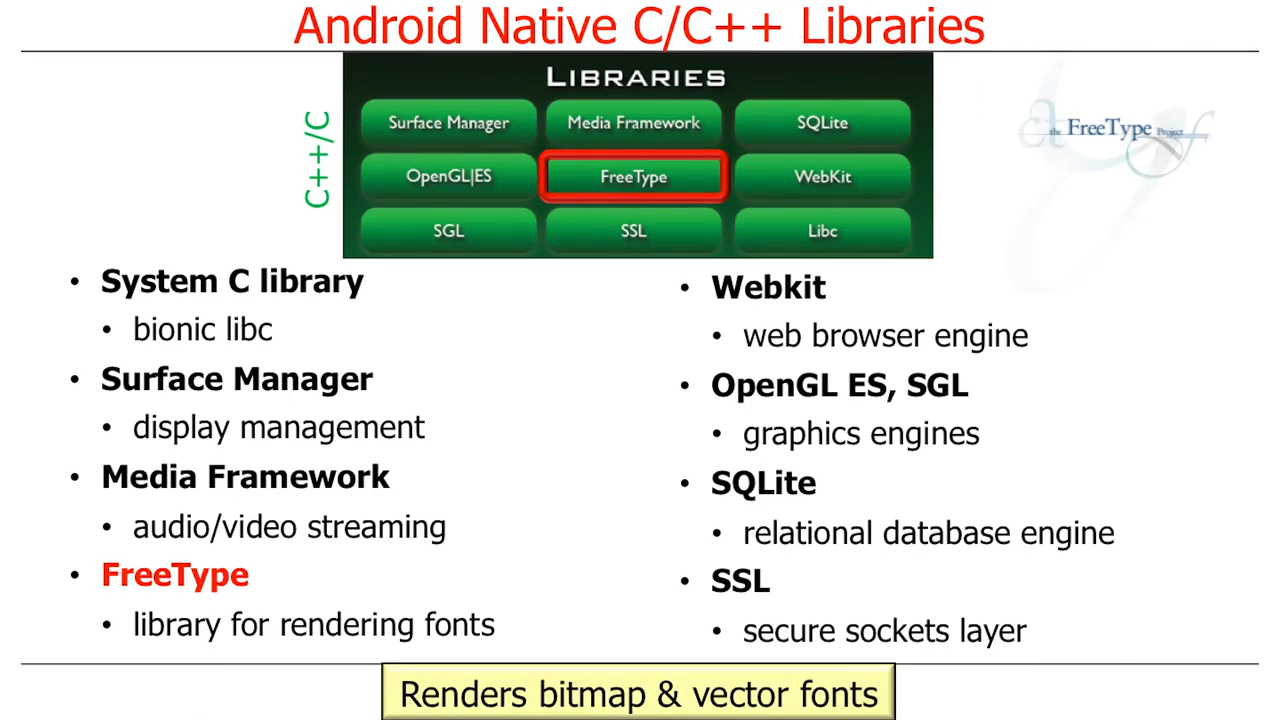 Android Native C/C++ Libraries
C++/C
LIBRARIES
Surface Manager
Media Framework
SQLite
OpenGL|ES
FreeType
WebKit
SGL
SSL
Libc
the FreeType Project
• System C library
• bionic libc
• Surface Manager
• display management
• Media Framework
• audio/video streaming
• FreeType
• library for rendering fonts
• Webkit
• web browser engine
• OpenGL ES, SGL
• graphics engines
• SQLite
• relational database engine
• SSL
• secure sockets layer
Renders bitmap & vector fonts